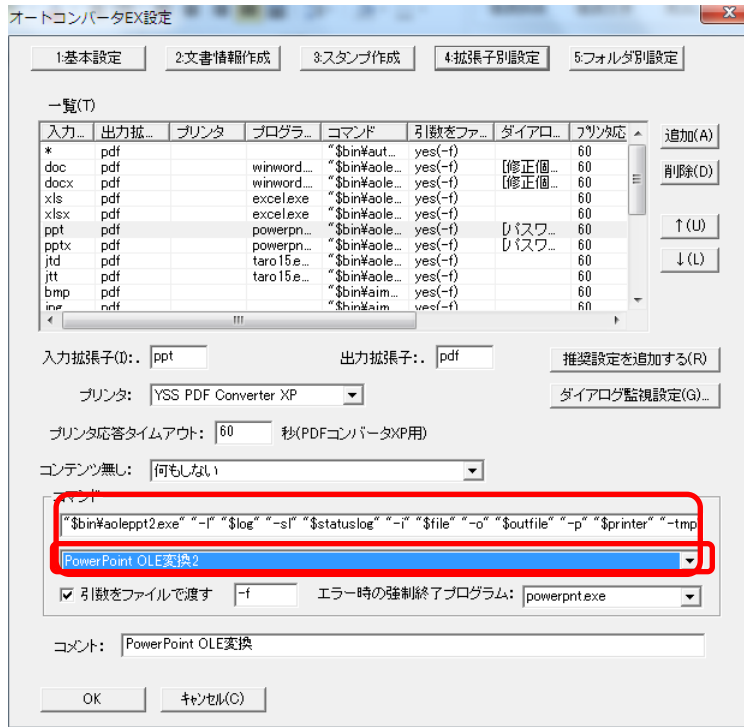 オートコンバータEX設定
1:基本設定 2:文書情報作成 3:スタンプ作成 4:拡張子別設定 5:フォルダ別設定
一覧(T)
入力... 出力拡... プリンタ プログラ... コマンド 引数をファ... ダイアロ... プリンタ応
* pdf "$bin¥aut... yes(-f) 60
doc pdf winword.... "$bin¥aole... yes(-f) [修正個... 60
docx pdf winword.... "$bin¥aole... yes(-f) [修正個... 60
xls pdf excel.exe "$bin¥aole... yes(-f) 60
xlsx pdf excel.exe "$bin¥aole... yes(-f) 60
ppt pdf powerpn... "$bin¥aole... yes(-f) [パスワ... 60
pptx pdf powerpn... "$bin¥aole... yes(-f) [パスワ... 60
jtd pdf taro15.e... "$bin¥aole... yes(-f) 60
jtt pdf taro15.e... "$bin¥aole... yes(-f) 60
bmp pdf "$bin¥aim... yes(-f) 60
追加(A)
削除(D)
↑(U)
↓(L)
入力拡張子(I):. ppt 出力拡張子:. pdf 推奨設定を追加する(R)
プリンタ: YSS PDF Converter XP ダイアログ監視設定(G)...
プリンタ応答タイムアウト: 60 秒(PDFコンバータXP用)
コンテンツ無し: 何もしない
コマンド
"$bin¥aoleppt2.exe" "-l" "$log" "-sl" "$statuslog" "-i" "$file" "-o" "$outfile" "-p" "$printer" "-tmp
PowerPoint OLE変換2
引数をファイルで渡す -f エラー時の強制終了プログラム: powerpnt.exe
コメント: PowerPoint OLE変換
OK キャンセル(C)